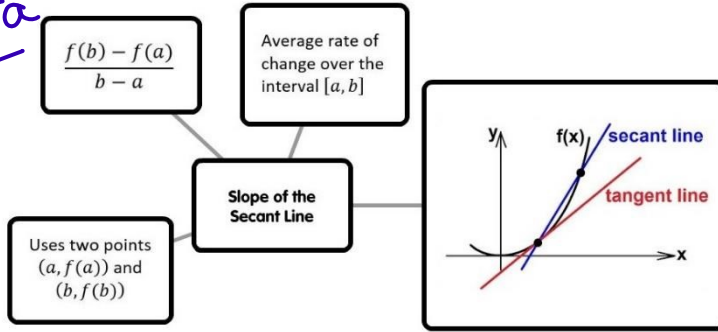 a
f(b) − f(a)
b − a
Average rate of
change over the
interval [a, b]
Slope of the
Secant Line
Uses two points
(a, f(a)) and
(b, f(b))
y
f(x)
secant line
tangent line
x